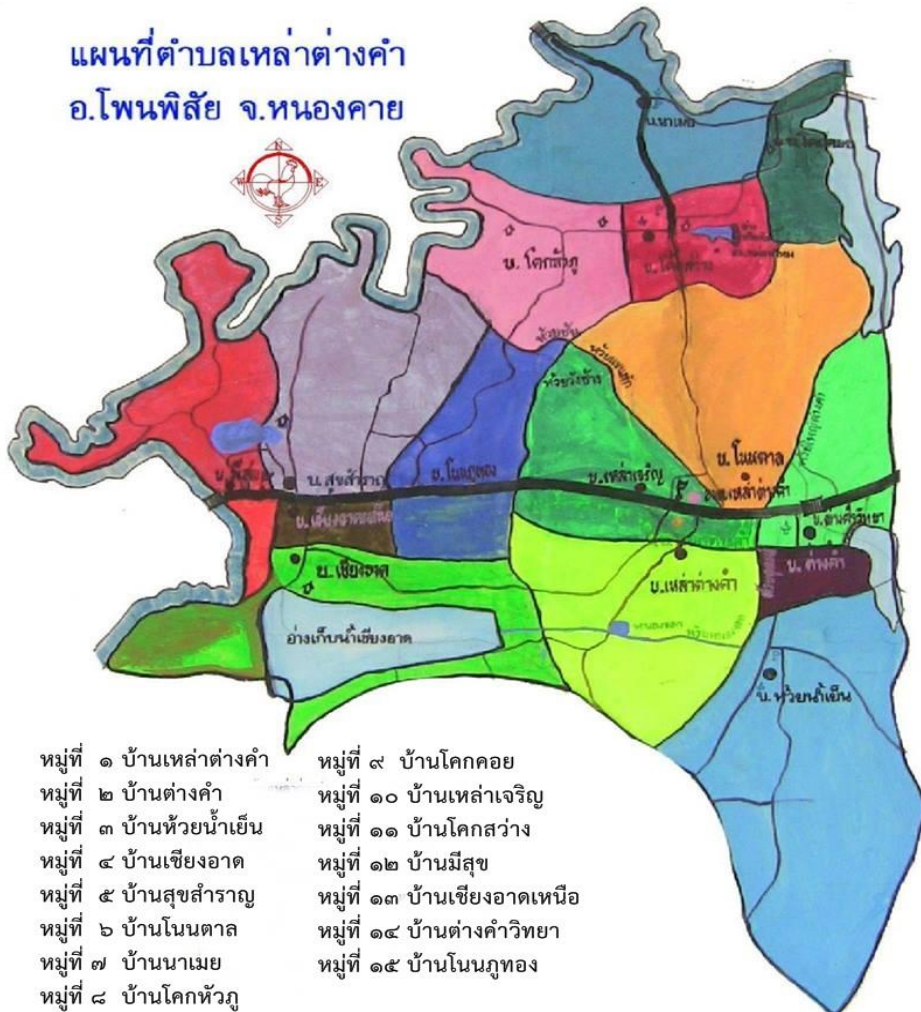 แผนที่ตำบลเหล่าต่างคำ
อ.โพนพิสัย จ.หนองคาย
N
W
E
S
บ.นาเมย
บ. โคกหัวภู
ห้วยวังช้าง
บ.โนนตาล
บ.เหล่าเจริญ
บ.สุขสำราญ
บ.โนนภูทอง
บ.ต่างคำวิทยา
บ.เชียงอาด
บ.เหล่าต่างคำ
บ. ต่างคำ
อ่างเก็บน้ำเชียงอาด
บ.ห้วยน้ำเย็น
หมู่ที่ ๑ บ้านเหล่าต่างคำ
หมู่ที่ ๒ บ้านต่างคำ
หมู่ที่ ๓ บ้านห้วยน้ำเย็น
หมู่ที่ ๔ บ้านเชียงอาด
หมู่ที่ ๕ บ้านสุขสำราญ
หมู่ที่ ๖ บ้านโนนตาล
หมู่ที่ ๗ บ้านนาเมย
หมู่ที่ ๘ บ้านโคกหัวภู
หมู่ที่ ๙ บ้านโคกคอย
หมู่ที่ ๑๐ บ้านเหล่าเจริญ
หมู่ที่ ๑๑ บ้านโคกสว่าง
หมู่ที่ ๑๒ บ้านมีสุข
หมู่ที่ ๑๓ บ้านเชียงอาดเหนือ
หมู่ที่ ๑๔ บ้านต่างคำวิทยา
หมู่ที่ ๑๕ บ้านโนนภูทอง